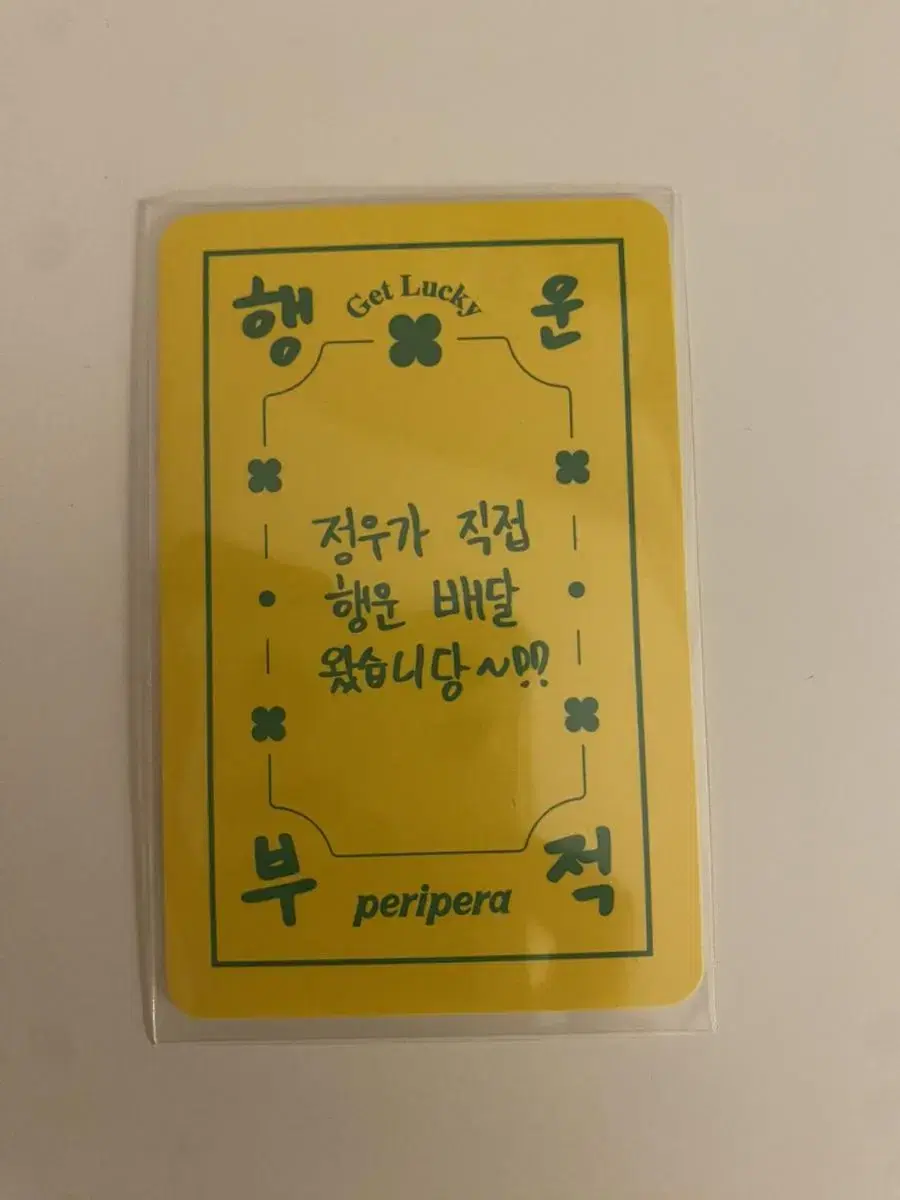 Get Lucky
행 운
정우가 직접
행운 배달
왔습니당~!!
부 적
peripera